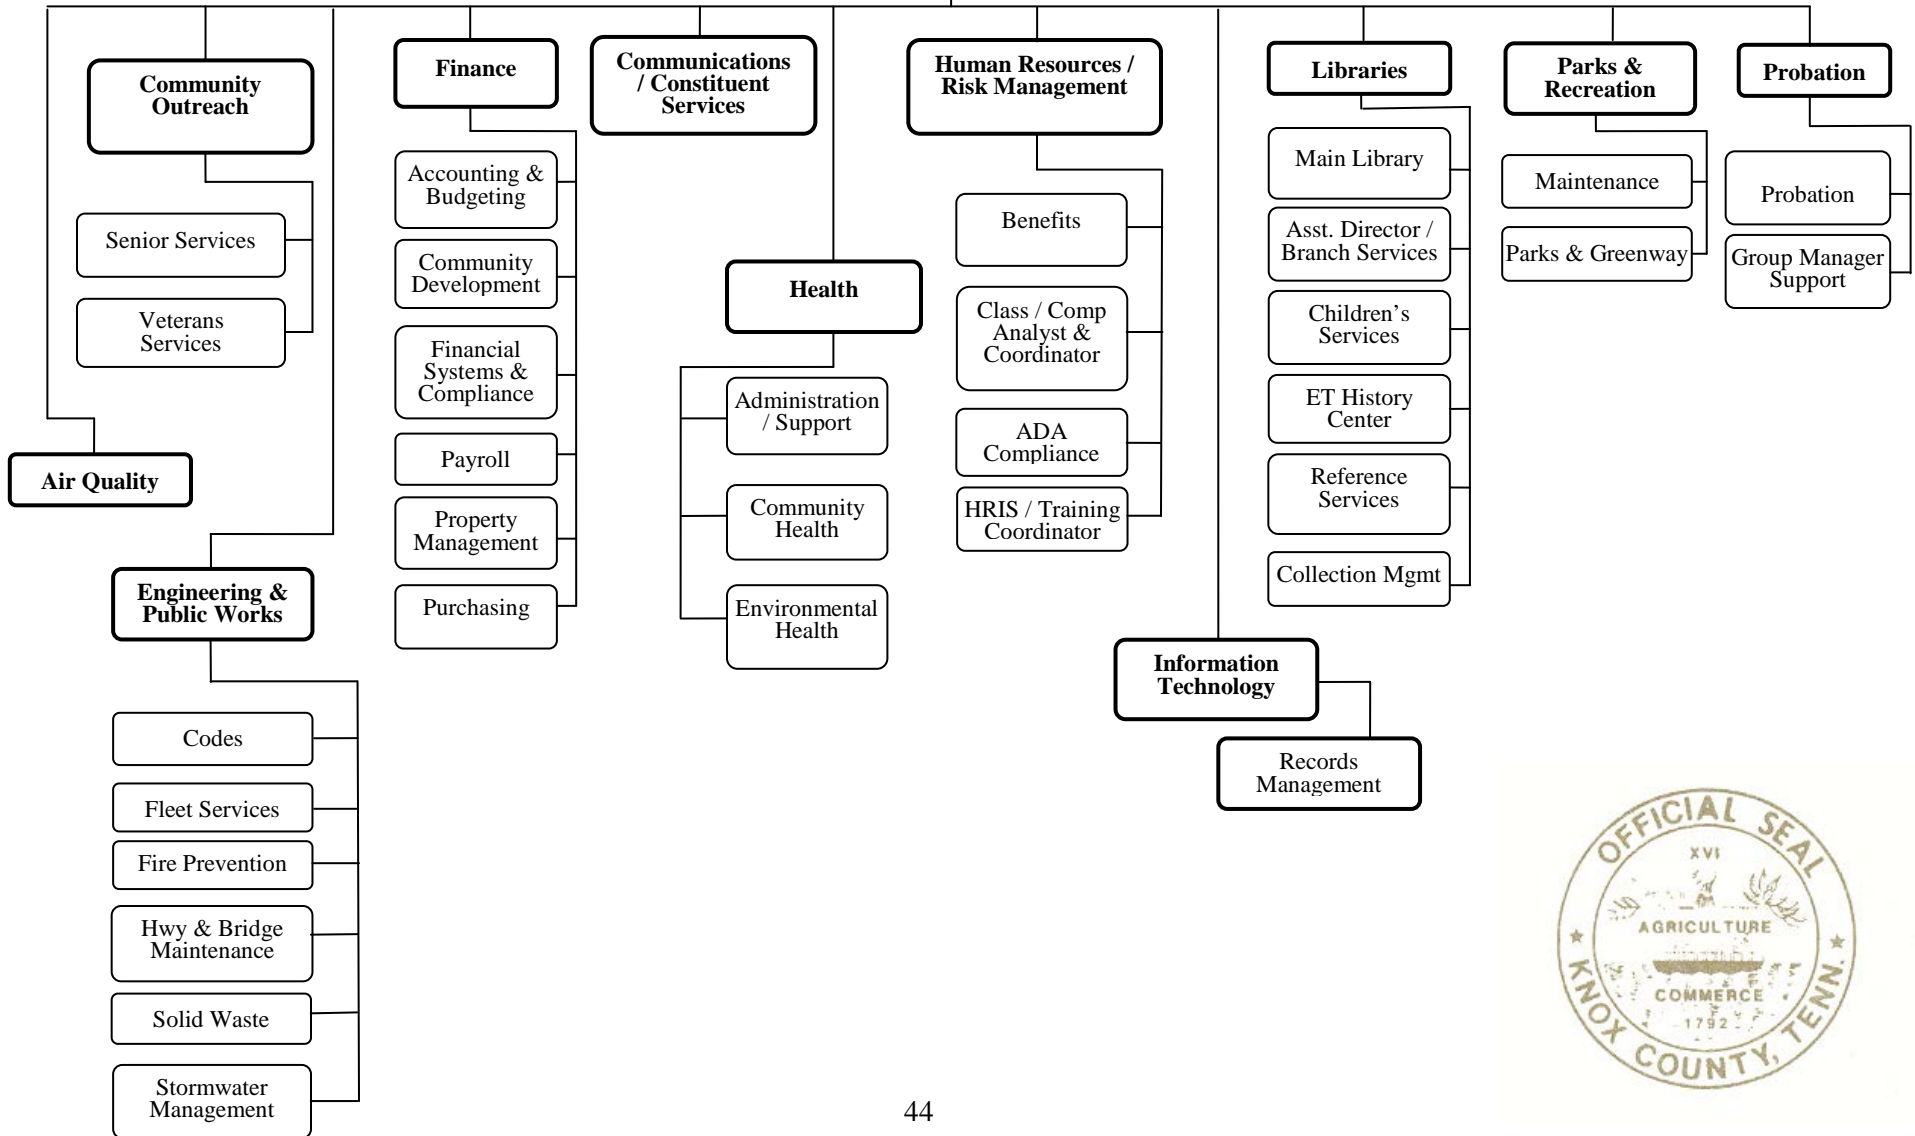 Community
Outreach
Senior Services
Veterans
Services
Air Quality
Engineering &
Public Works
Codes
Fleet Services
Fire Prevention
Hwy & Bridge
Maintenance
Solid Waste
Stormwater
Management
Finance
Accounting &
Budgeting
Community
Development
Financial
Systems &
Compliance
Payroll
Property
Management
Purchasing
Communications
/ Constituent
Services
Health
Administration
/ Support
Community
Health
Environmental
Health
Human Resources /
Risk Management
Benefits
Class / Comp
Analyst &
Coordinator
ADA
Compliance
HRIS / Training
Coordinator
Information
Technology
Records
Management
Libraries
Main Library
Asst. Director /
Branch Services
Children’s
Services
ET History
Center
Reference
Services
Collection Mgmt
Parks &
Recreation
Maintenance
Parks & Greenway
Probation
Probation
Group Manager
Support
OFFICIAL SEAL
XVI
AGRICULTURE
COMMERCE
1792
KNOX COUNTY, TENN.
44